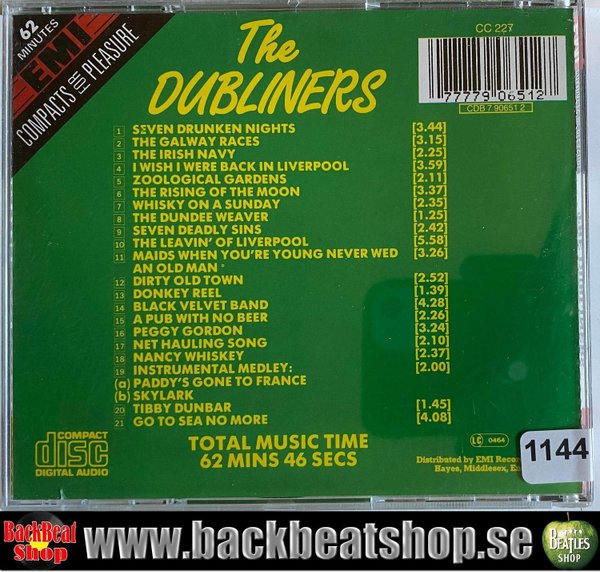 62 MINUTES
EMI
COMPACTS FOR PLEASURE
The
DUBLINERS
CC 227
77779 06512
CDB 7 90651 2
1 SEVEN DRUNKEN NIGHTS [3.44]
2 THE GALWAY RACES [3.15]
3 THE IRISH NAVY [2.25]
4 I WISH I WERE BACK IN LIVERPOOL [3.59]
5 ZOOLOGICAL GARDENS [2.11]
6 THE RISING OF THE MOON [3.37]
7 WHISKY ON A SUNDAY [2.35]
8 THE DUNDEE WEAVER [1.25]
9 SEVEN DEADLY SINS [2.42]
10 THE LEAVIN' OF LIVERPOOL [5.58]
11 MAIDS WHEN YOU'RE YOUNG NEVER WED [3.26]
AN OLD MAN
12 DIRTY OLD TOWN [2.52]
13 DONKEY REEL [1.39]
14 BLACK VELVET BAND [4.28]
15 A PUB WITH NO BEER [2.26]
16 PEGGY GORDON [3.24]
17 NET HAULING SONG [2.10]
18 NANCY WHISKEY [2.37]
19 INSTRUMENTAL MEDLEY: [2.00]
(a) PADDY'S GONE TO FRANCE
(b) SKYLARK
20 TIBBY DUNBAR [1.45]
21 GO TO SEA NO MORE [4.08]
COMPACT
disc
DIGITAL AUDIO
TOTAL MUSIC TIME
62 MINS 46 SECS
LC 0464
Distributed by EMI
Hayes, Middlesex,
1144
BackBeat
Shop
www.backbeatshop.se
BEATLES
SHOP